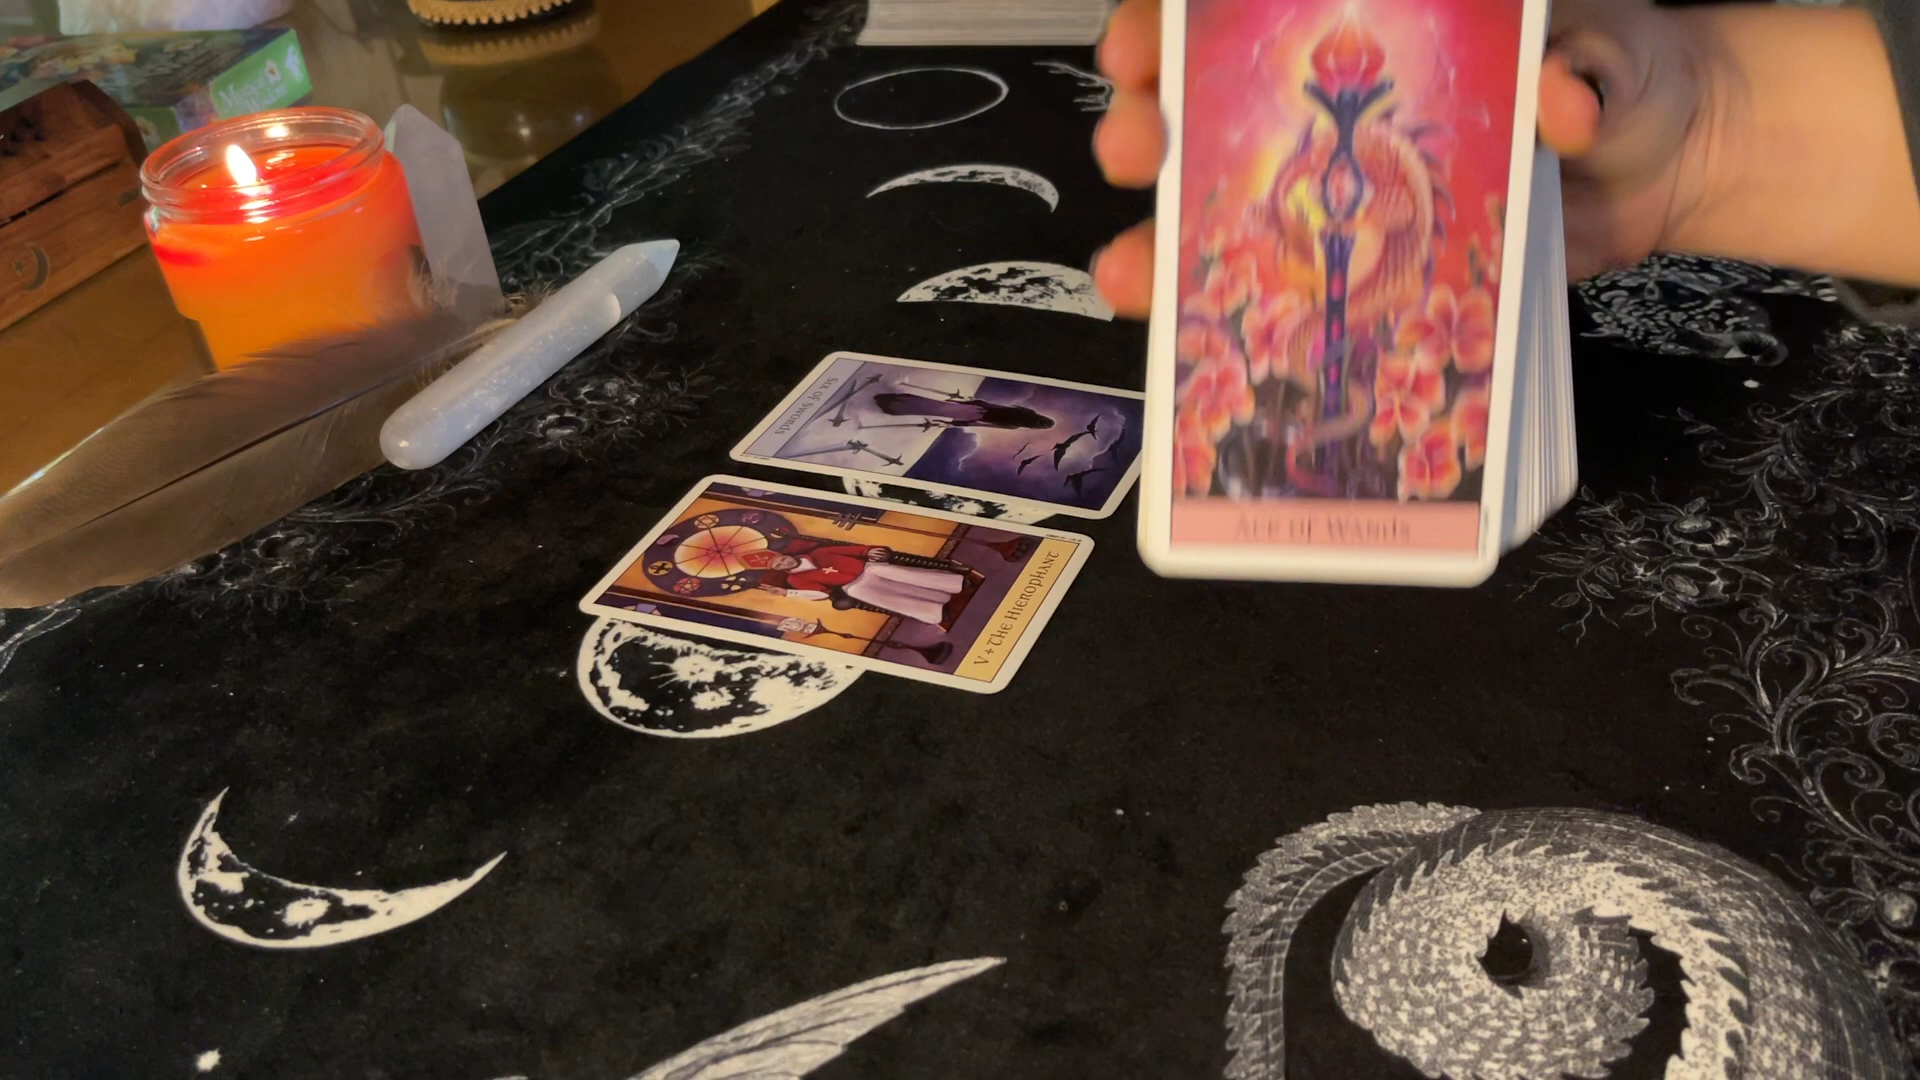 Ace of Wands
Six of Swords
V + The Hierophant